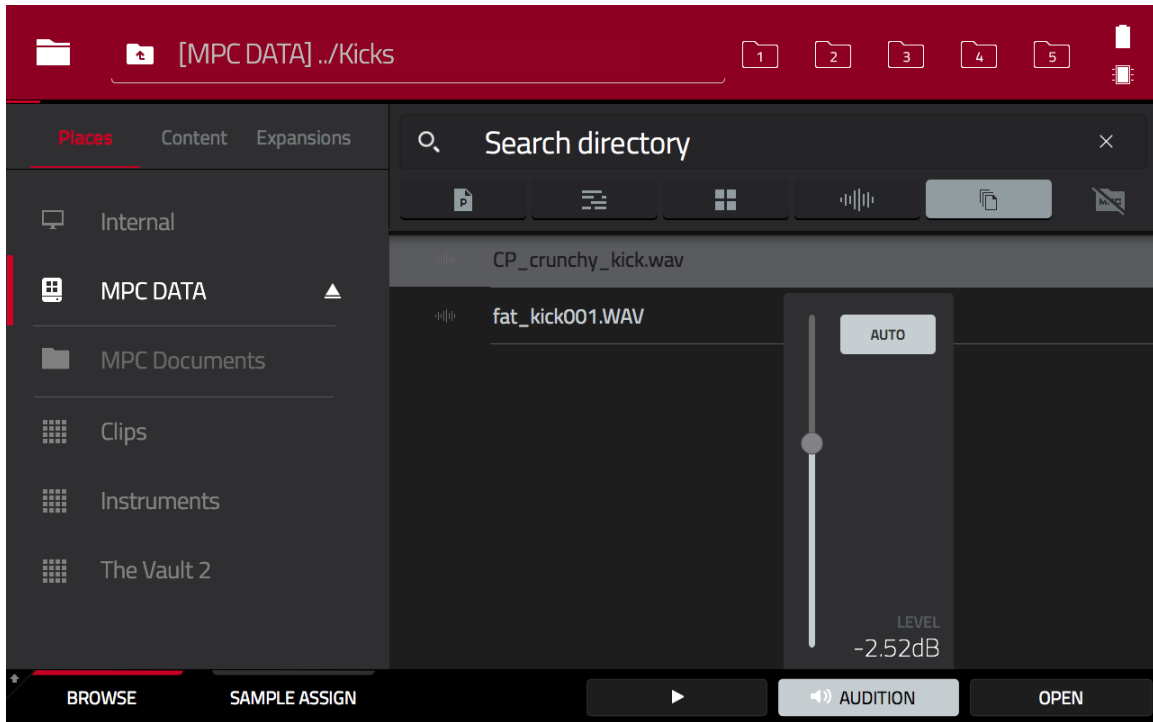 [MPC DATA] ../Kicks
1 2 3 4 5
Places Content Expansions
Search directory
P
MPC
Internal
CP_crunchy_kick.wav
MPC DATA
fat_kick001.WAV
AUTO
MPC Documents
Clips
Instruments
The Vault 2
LEVEL
-2.52dB
BROWSE SAMPLE ASSIGN AUDITION OPEN